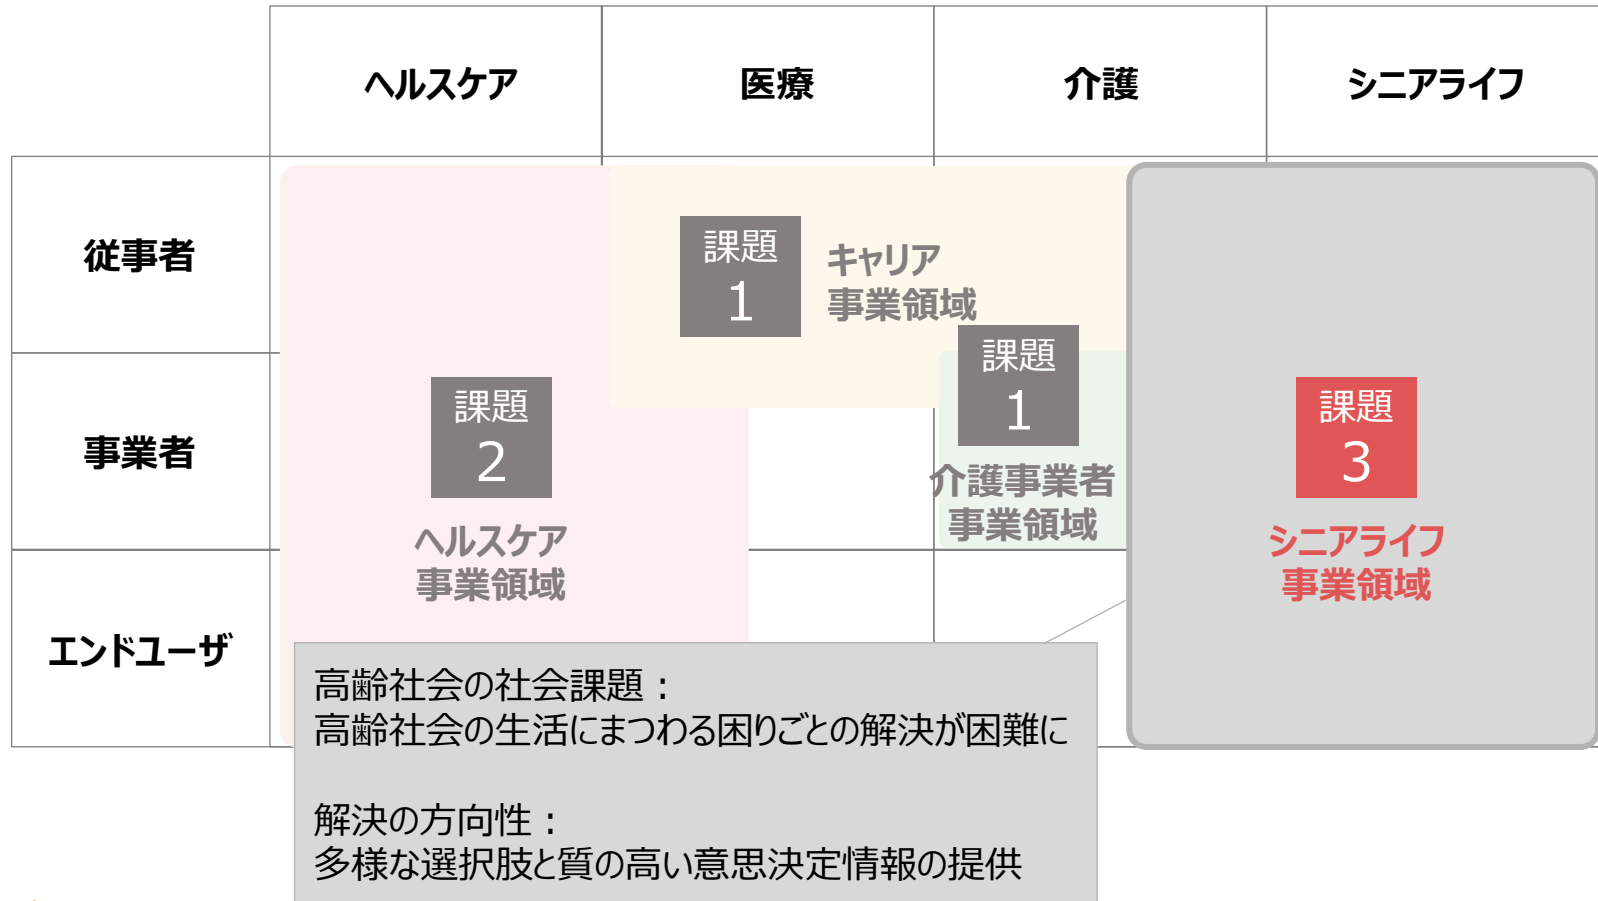 ヘルスケア
医療
介護
シニアライフ
従事者
事業者
エンドユーザ
課題
1
キャリア
事業領域
課題
1
介護事業者
事業領域
課題
2
ヘルスケア
事業領域
課題
3
シニアライフ
事業領域
高齢社会の社会課題：
高齢社会の生活にまつわる困りごとの解決が困難に
解決の方向性：
多様な選択肢と質の高い意思決定情報の提供